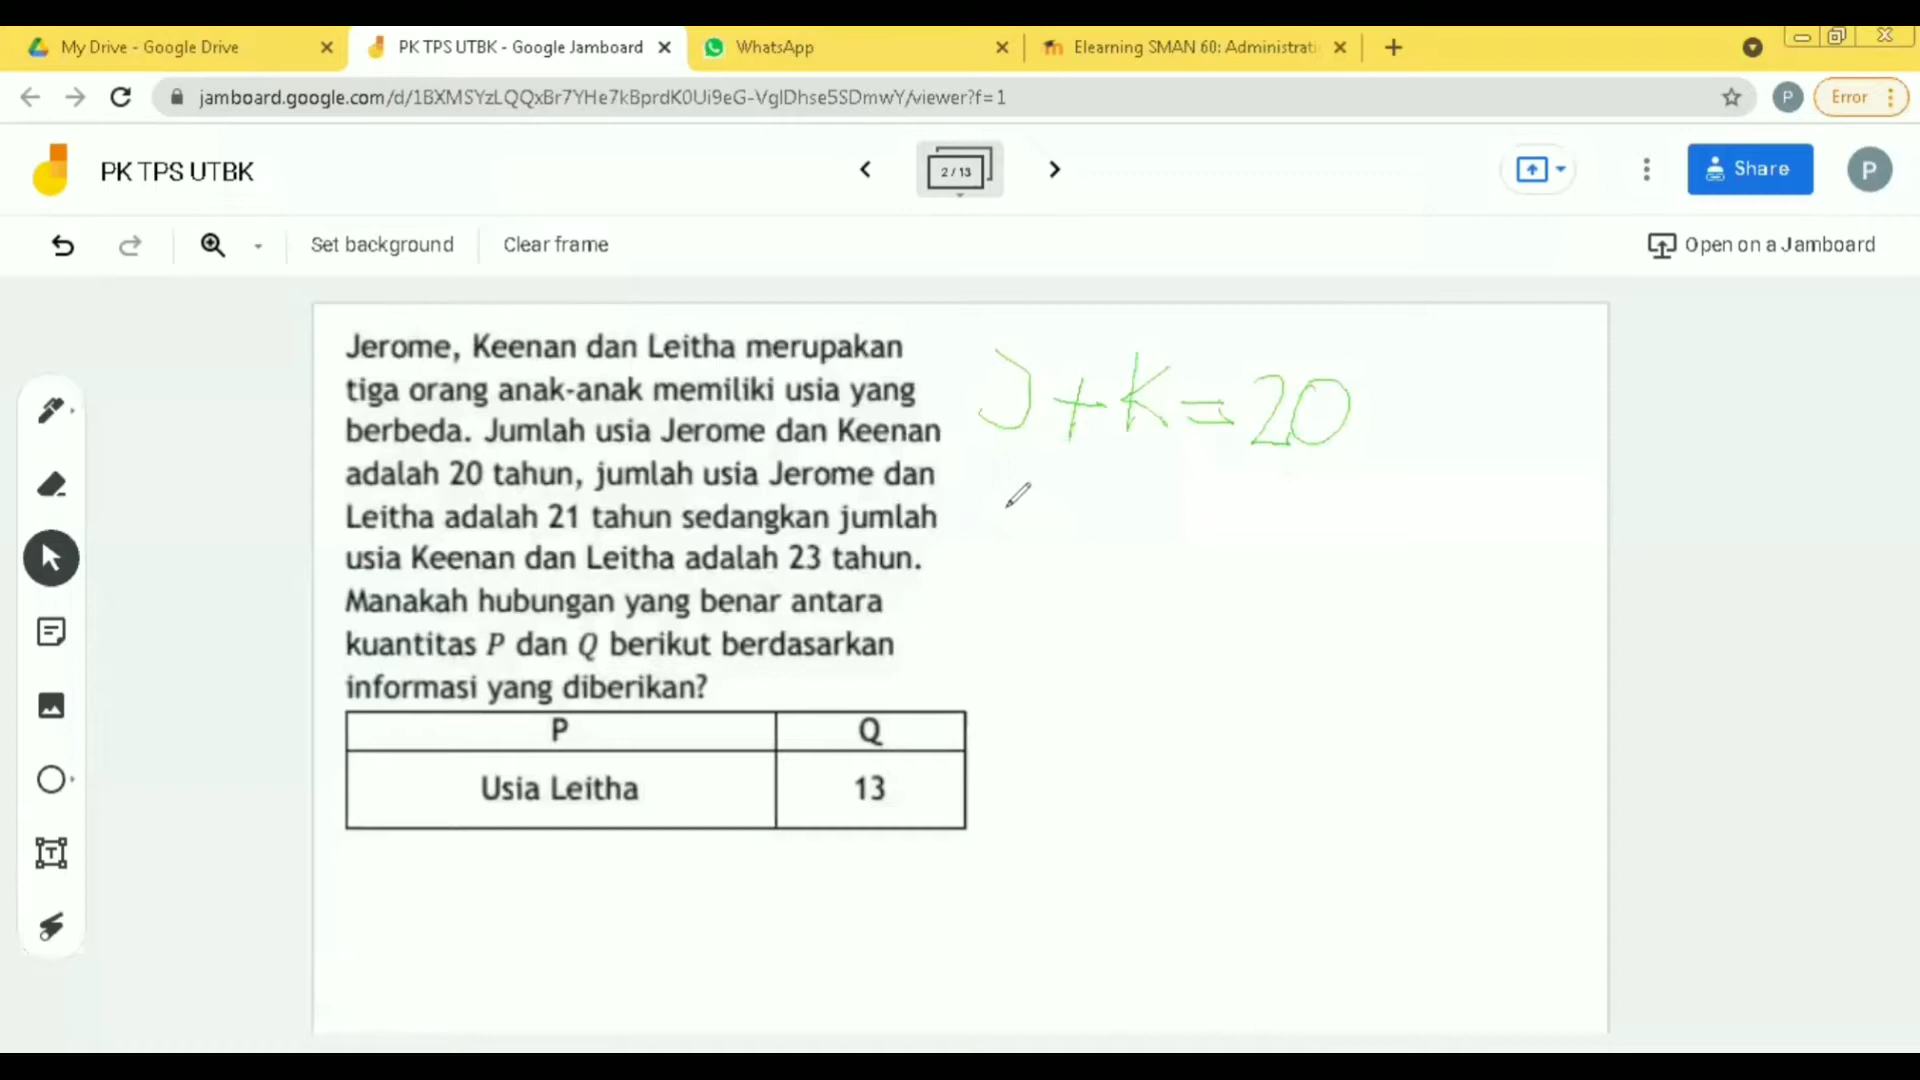 My Drive - Google Drive
PK TPS UTBK - Google Jamboard
WhatsApp
Elearning SMAN 60: Administrati
jamboard.google.com/d/1BXMSYzLQQxBr7YHe7kBprdK0Ui9eG-VglDhse5SDmwY/viewer?f=1
P
Error
PK TPS UTBK
2 / 13
Share
P
Set background
Clear frame
Open on a Jamboard
Jerome, Keenan dan Leitha merupakan
tiga orang anak-anak memiliki usia yang
berbeda. Jumlah usia Jerome dan Keenan
adalah 20 tahun, jumlah usia Jerome dan
Leitha adalah 21 tahun sedangkan jumlah
usia Keenan dan Leitha adalah 23 tahun.
Manakah hubungan yang benar antara
kuantitas P dan Q berikut berdasarkan
informasi yang diberikan?
P Q
Usia Leitha 13
J+K=20